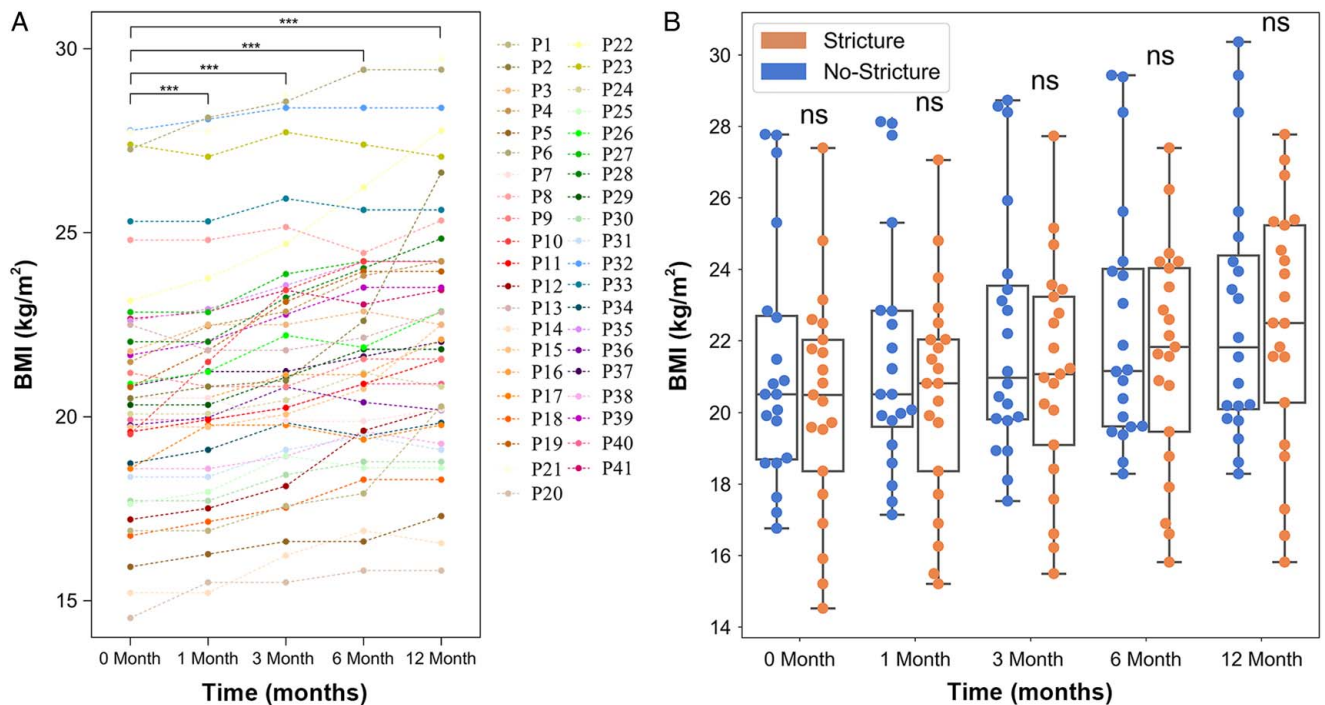 A
***
***
***
***
30
25
20
15
BMI (kg/m²)
0 Month 1 Month 3 Month 6 Month 12 Month
Time (months)
P1 P22
P2 P23
P3 P24
P4 P25
P5 P26
P6 P27
P7 P28
P8 P29
P9 P30
P10 P31
P11 P32
P12 P33
P13 P34
P14 P35
P15 P36
P16 P37
P17 P38
P18 P39
P19 P40
P21 P41
P20
B
Stricture
No-Stricture
ns
ns
ns
ns
ns
30
28
26
24
22
20
18
16
14
BMI (kg/m²)
0 Month 1 Month 3 Month 6 Month 12 Month
Time (months)